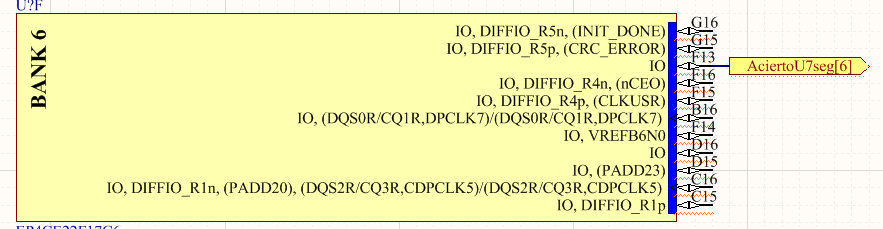 U?F
BANK 6
IO, DIFFIO_R5n, (INIT_DONE) G16
IO, DIFFIO_R5p, (CRC_ERROR) G15
IO F13 AciertoU7seg[6]
IO, DIFFIO_R4n, (nCEO) F16
IO, DIFFIO_R4p, (CLKUSR) F15
IO, (DQS0R/CQ1R,DPCLK7)/(DQS0R/CQ1R,DPCLK7) B16
IO, VREFB6N0 F14
IO D16
IO, (PADD23) D15
IO, DIFFIO_R1n, (PADD20), (DQS2R/CQ3R,CDPCLK5)/(DQS2R/CQ3R,CDPCLK5) C16
IO, DIFFIO_R1p C15